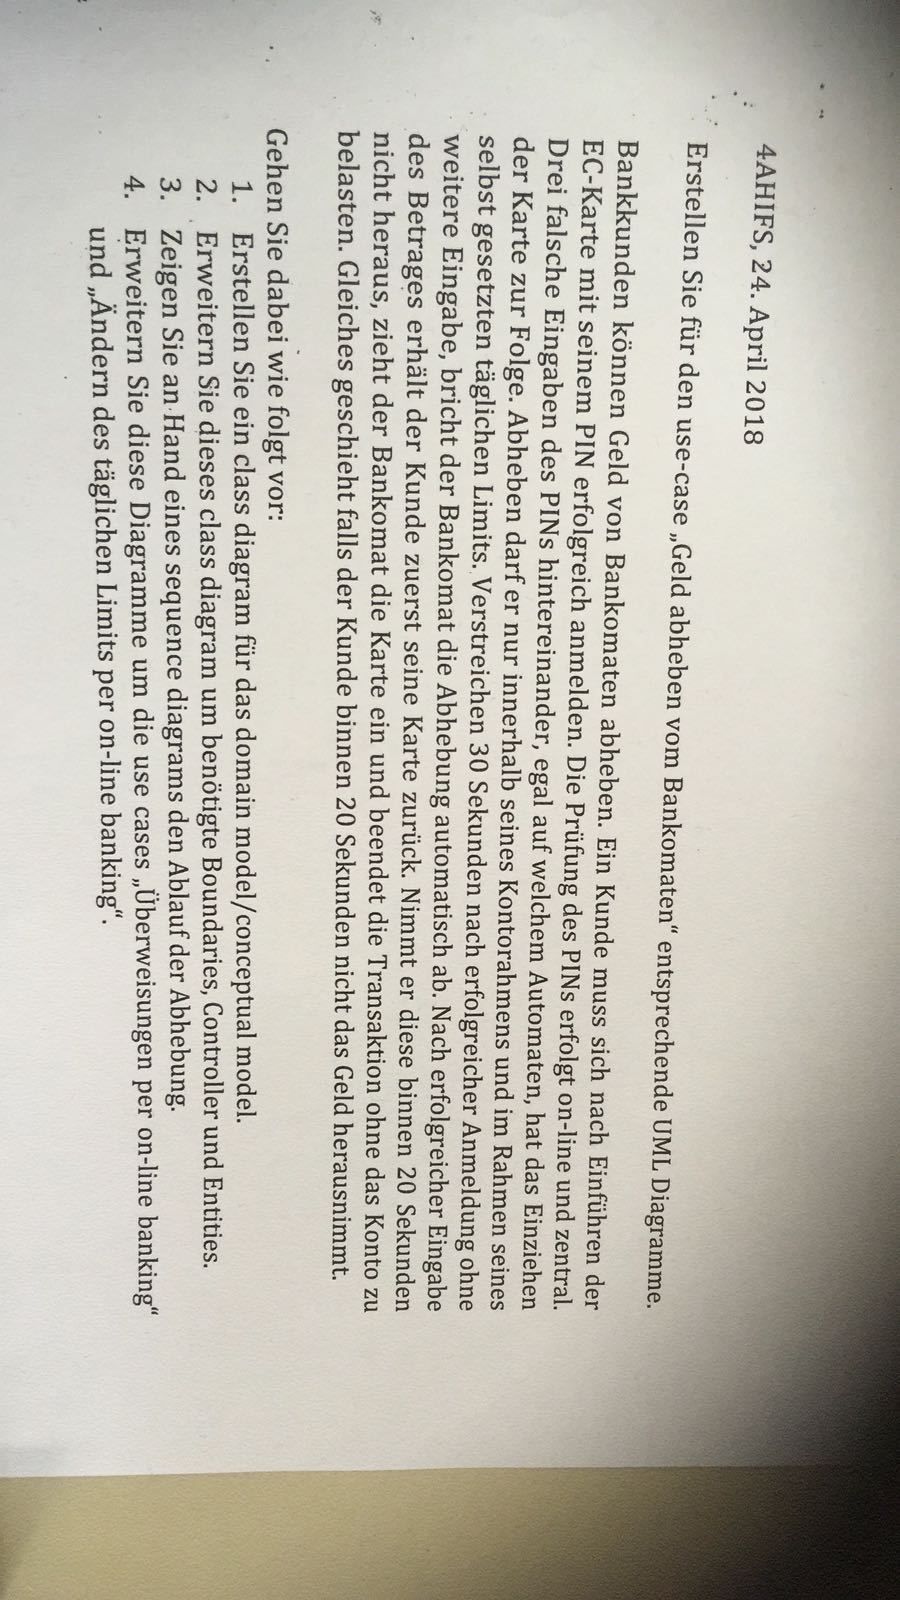 4AHIFS, 24. April 2018
Erstellen Sie für den use-case „Geld abheben vom Bankomaten“ entsprechende UML Diagramme.
Bankkunden können Geld von Bankomaten abheben. Ein Kunde muss sich nach Einführen der
EC-Karte mit seinem PIN erfolgreich anmelden. Die Prüfung des PINs erfolgt on-line und zentral.
Drei falsche Eingaben des PINs hintereinander, egal auf welchem Automaten, hat das Einziehen
der Karte zur Folge. Abheben darf er nur innerhalb seines Kontorahmens und im Rahmen seines
selbst gesetzten täglichen Limits. Verstreichen 30 Sekunden nach erfolgreicher Anmeldung ohne
weitere Eingabe, bricht der Bankomat die Abhebung automatisch ab. Nach erfolgreicher Eingabe
des Betrages erhält der Kunde zuerst seine Karte zurück. Nimmt er diese binnen 20 Sekunden
nicht heraus, zieht der Bankomat die Karte ein und beendet die Transaktion ohne das Konto zu
belasten. Gleiches geschieht falls der Kunde binnen 20 Sekunden nicht das Geld herausnimmt.
Gehen Sie dabei wie folgt vor:
1. Erstellen Sie ein class diagram für das domain model/conceptual model.
2. Erweitern Sie dieses class diagram um benötigte Boundaries, Controller und Entities.
3. Zeigen Sie an Hand eines sequence diagrams den Ablauf der Abhebung.
4. Erweitern Sie diese Diagramme um die use cases „Überweisungen per on-line banking“
und „Ändern des täglichen Limits per on-line banking“.